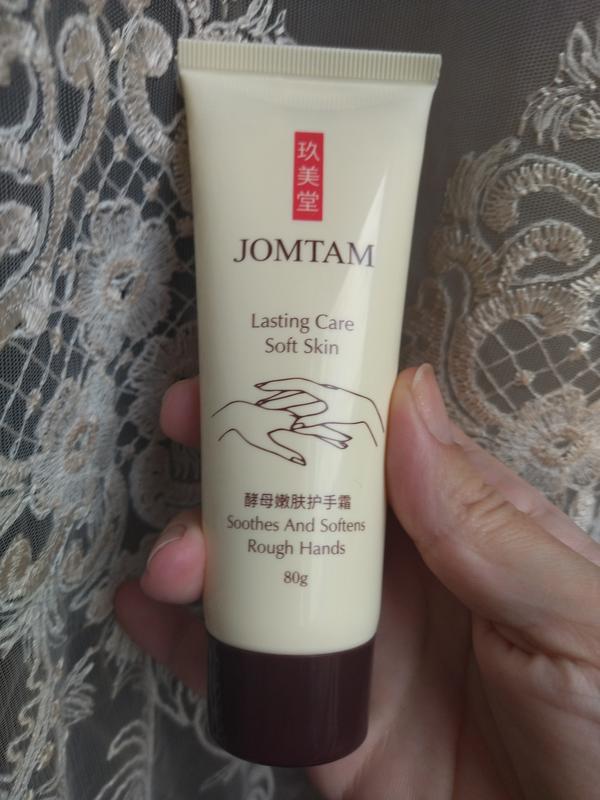 玖美堂
JOMTAM
Lasting Care
Soft Skin
酵母嫩肤护手霜
Soothes And Softens
Rough Hands
80g